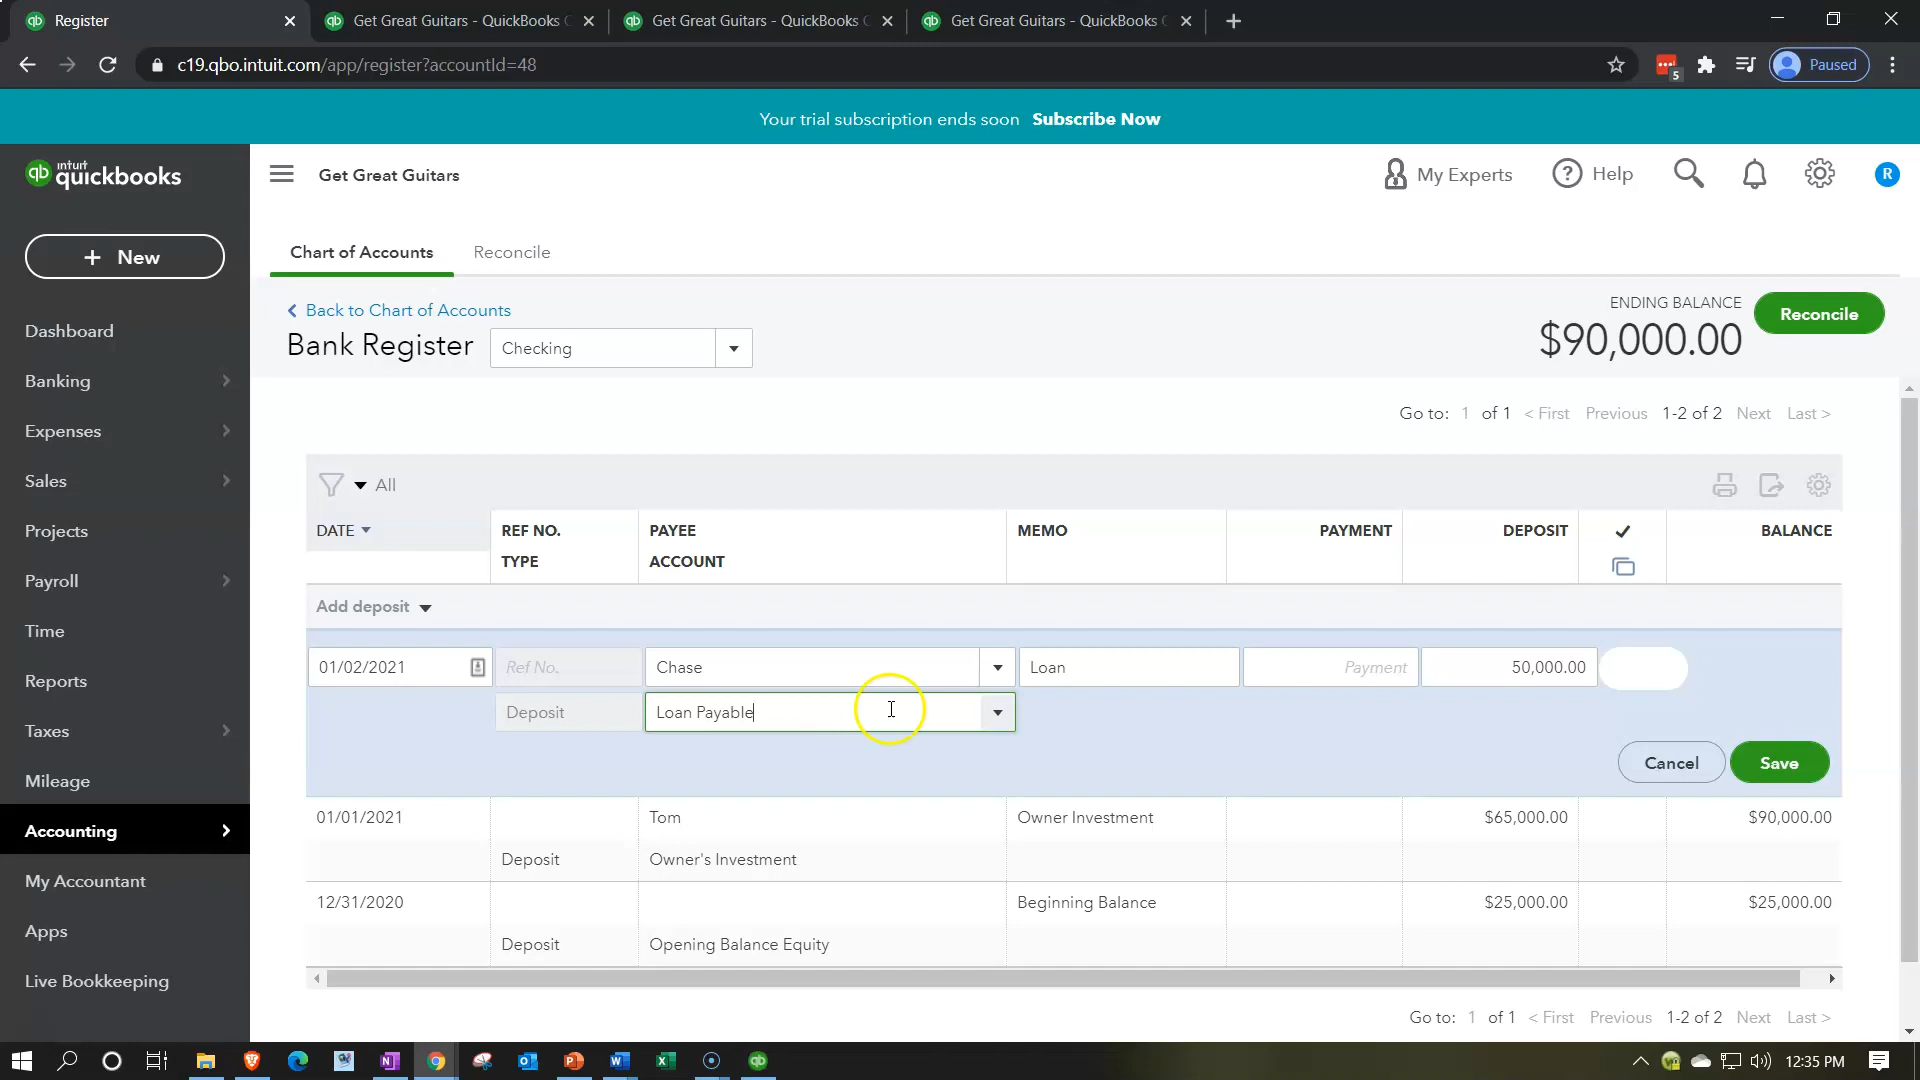 Register
Get Great Guitars - QuickBooks
Get Great Guitars - QuickBooks
Get Great Guitars - QuickBooks
c19.qbo.intuit.com/app/register?accountId=48
5
Paused
Your trial subscription ends soon Subscribe Now
qb intuit quickbooks
Get Great Guitars
My Experts
Help
R
+ New
Chart of Accounts
Reconcile
Dashboard
Banking
Expenses
Sales
Projects
Payroll
Time
Reports
Taxes
Mileage
Accounting
My Accountant
Apps
Live Bookkeeping
< Back to Chart of Accounts
Bank Register Checking
ENDING BALANCE
$90,000.00
Reconcile
Go to: 1 of 1 < First Previous 1-2 of 2 Next Last >
All
DATE REF NO. PAYEE MEMO PAYMENT DEPOSIT ✓ BALANCE
TYPE ACCOUNT
Add deposit
01/02/2021 Ref No. Chase Loan Payment 50,000.00
Deposit Loan Payable
Cancel Save
01/01/2021 Tom Owner Investment $65,000.00 $90,000.00
Deposit Owner's Investment
12/31/2020 Beginning Balance $25,000.00 $25,000.00
Deposit Opening Balance Equity
Go to: 1 of 1 < First Previous 1-2 of 2 Next Last >
12:35 PM